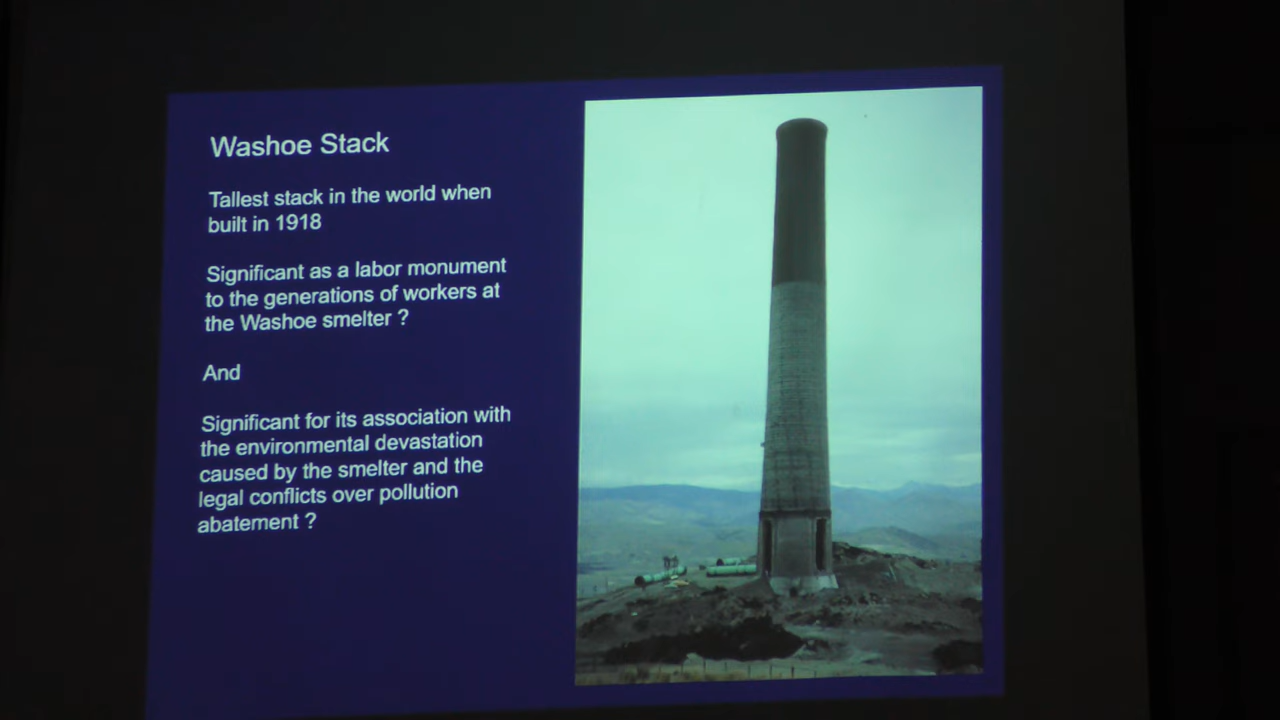 Washoe Stack
Tallest stack in the world when
built in 1918
Significant as a labor monument
to the generations of workers at
the Washoe smelter ?
And
Significant for its association with
the environmental devastation
caused by the smelter and the
legal conflicts over pollution
abatement ?